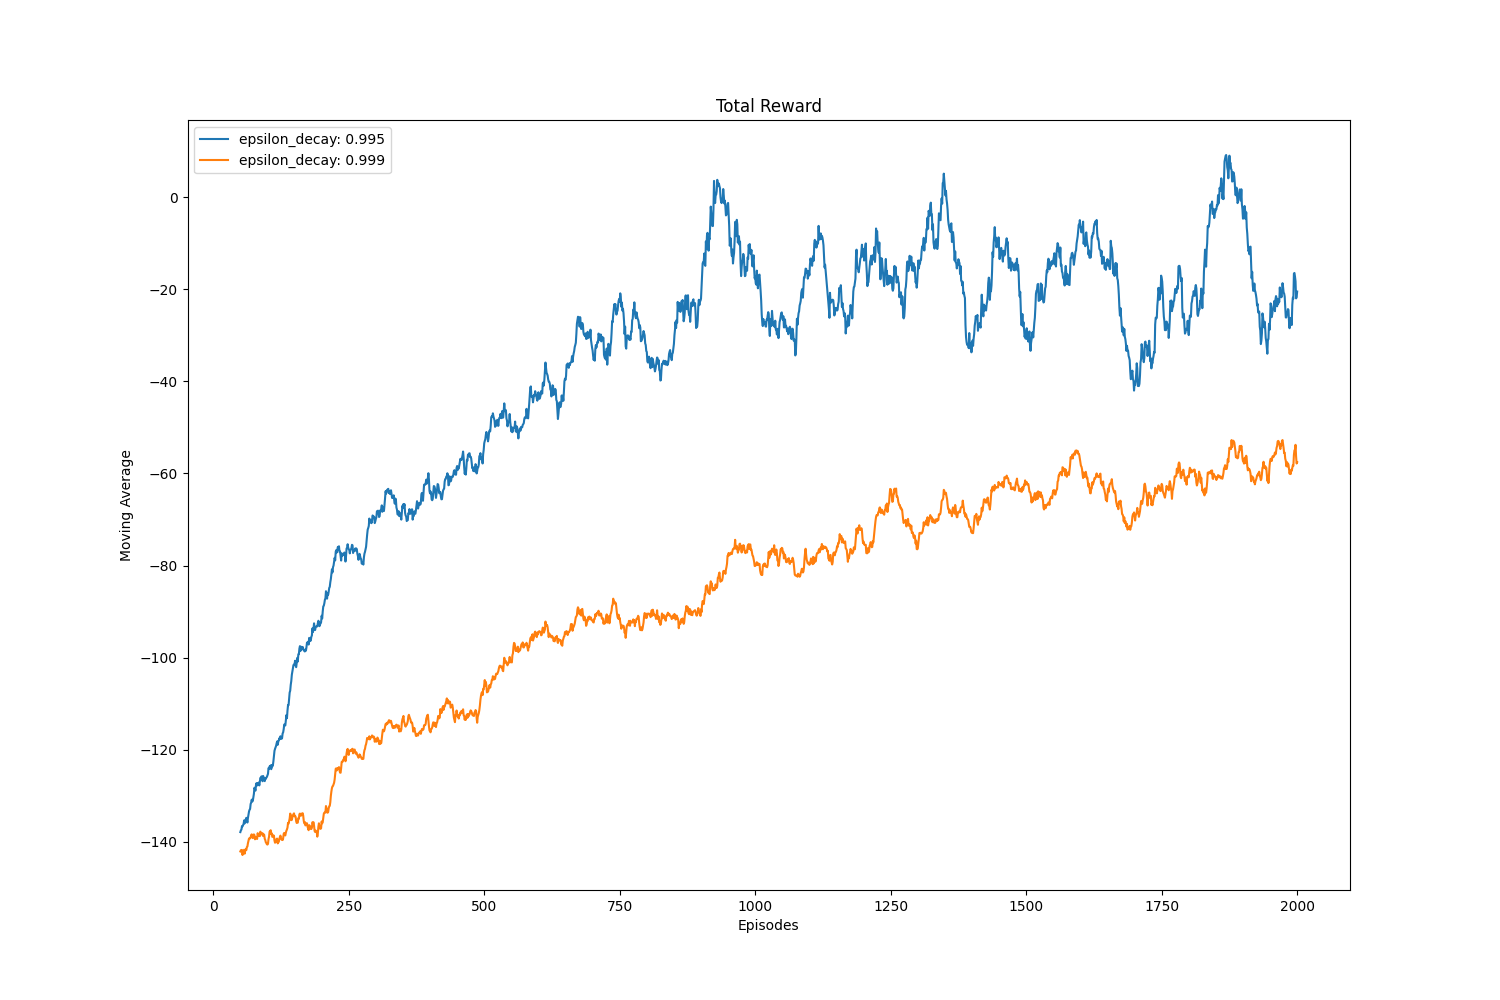 Total Reward
epsilon_decay: 0.995
epsilon_decay: 0.999
0
−20
−40
−60
−80
−100
−120
−140
Moving Average
0 250 500 750 1000 1250 1500 1750 2000
Episodes